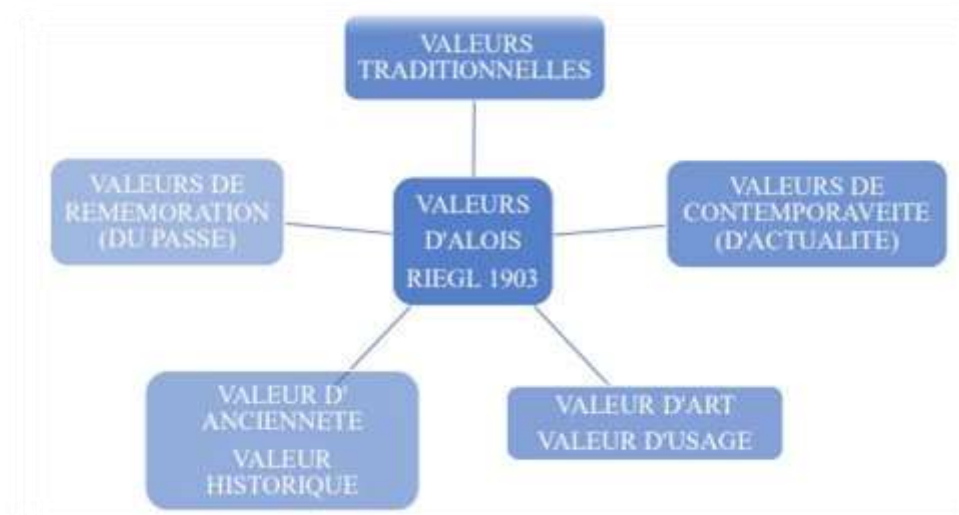 VALEURS
TRADITIONNELLES
VALEURS DE
REMEMORATION
(DU PASSE)
VALEURS
D'ALOIS
RIEGL 1903
VALEURS DE
CONTEMPORAVEITE
(D'ACTUALITE)
VALEUR D'
ANCIENNETE
VALEUR
HISTORIQUE
VALEUR D'ART
VALEUR D'USAGE